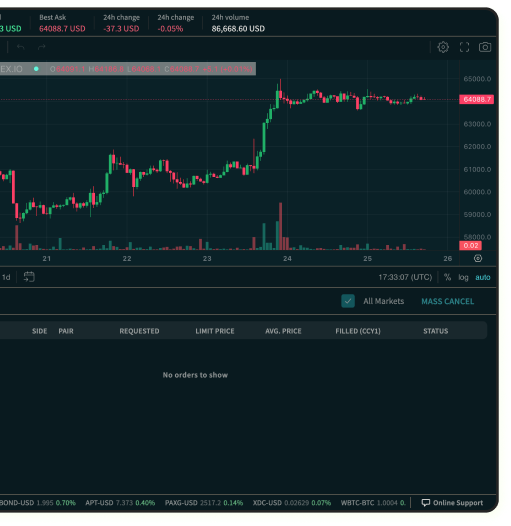 Best Ask 24h change 24h change 24h volume
3 USD 64088.7 USD -37.3 USD -0.05% 86,668.60 USD
EX.IO
65000.0
64088.7
63000.0
62000.0
61000.0
60000.0
59000.0
58000.0
0.02
21 22 23 24 25 26
1d 17:33:07 (UTC) % log auto
All Markets MASS CANCEL
SIDE PAIR REQUESTED LIMIT PRICE AVG. PRICE FILLED (CCY1) STATUS
No orders to show
BOND-USD 1.995 0.70% APT-USD 7.373 0.40% PAXG-USD 2517.2 0.14% XDC-USD 0.02629 0.07% WBTC-BTC 1.0004 0. Online Support